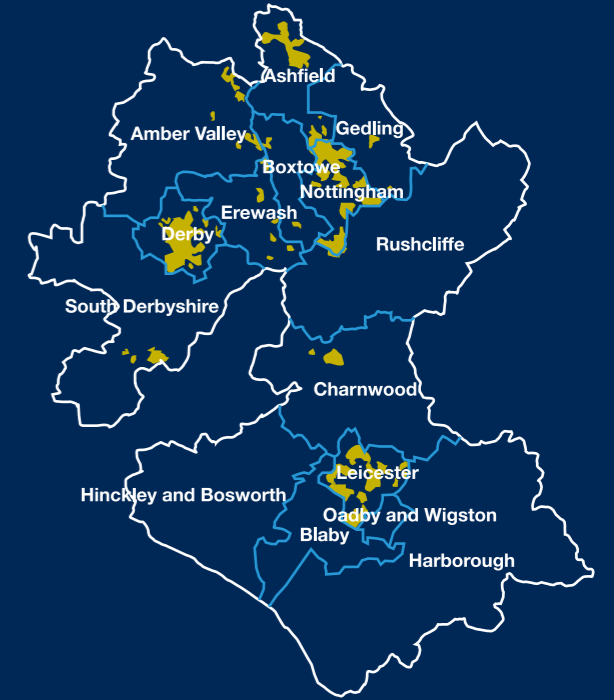 Ashfield
Amber Valley
Gedling
Boxtowe
Nottingham
Erewash
Derby
Rushcliffe
South Derbyshire
Charnwood
Leicester
Hinckley and Bosworth
Oadby and Wigston
Blaby
Harborough